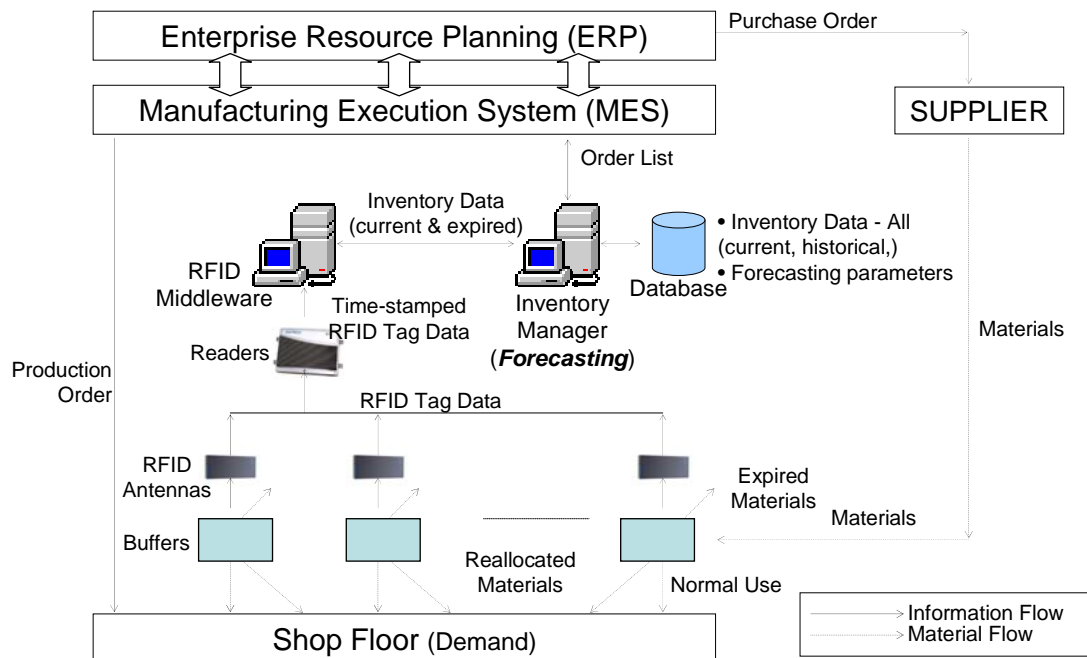 Enterprise Resource Planning (ERP)
Purchase Order
Manufacturing Execution System (MES)
SUPPLIER
Order List
Inventory Data
(current & expired)
• Inventory Data - All
(current, historical,)
• Forecasting parameters
RFID
Middleware
Database
Inventory
Manager
(Forecasting)
Time-stamped
RFID Tag Data
Readers
Materials
Production
Order
RFID Tag Data
RFID
Antennas
Expired
Materials
Materials
Buffers
Reallocated
Materials
Normal Use
Shop Floor (Demand)
Information Flow
Material Flow